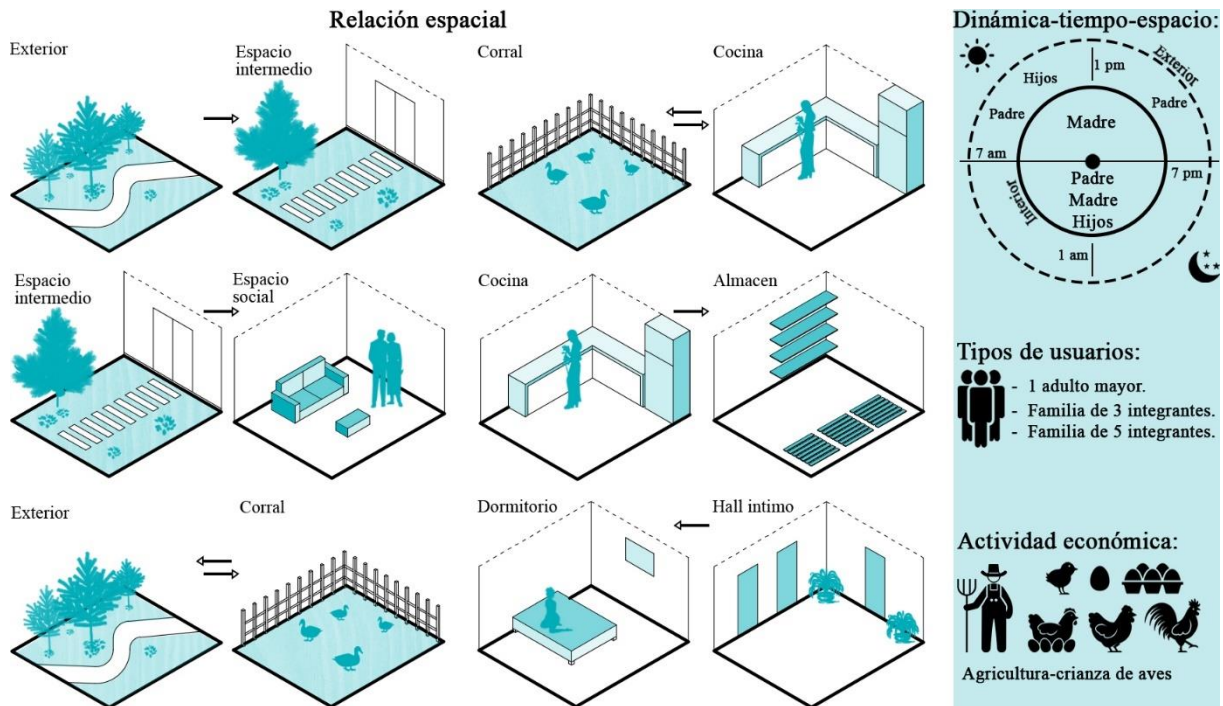 Relación espacial
Exterior
Espacio
intermedio
Corral
Cocina
Espacio
intermedio
Espacio
social
Cocina
Almacen
Exterior
Corral
Dormitorio
Hall intimo
Dinámica-tiempo-espacio:
1 pm
Exterior
Hijos
Padre
Padre
Madre
7 am
7 pm
Padre
Madre
Hijos
Interior
1 am
Tipos de usuarios:
- 1 adulto mayor.
- Familia de 3 integrantes.
- Familia de 5 integrantes.
Actividad económica:
Agricultura-crianza de aves